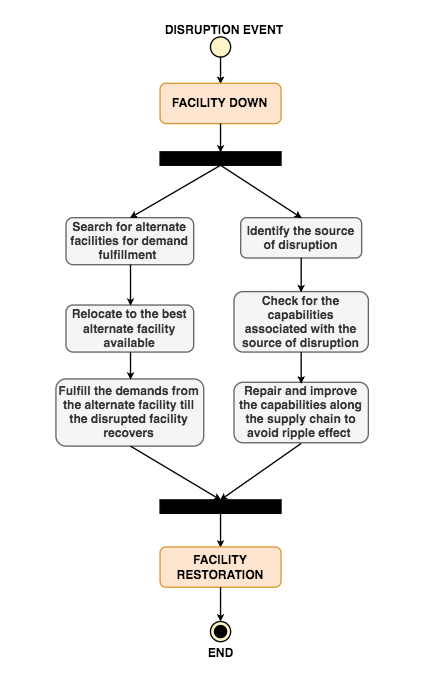 DISRUPTION EVENT
FACILITY DOWN
Search for alternate
facilities for demand
fulfillment
Identify the source
of disruption
Relocate to the best
alternate facility
available
Check for the
capabilities
associated with the
source of disruption
Fulfill the demands from
the alternate facility till
the disrupted facility
recovers
Repair and improve
the capabilities along
the supply chain to
avoid ripple effect
FACILITY
RESTORATION
END